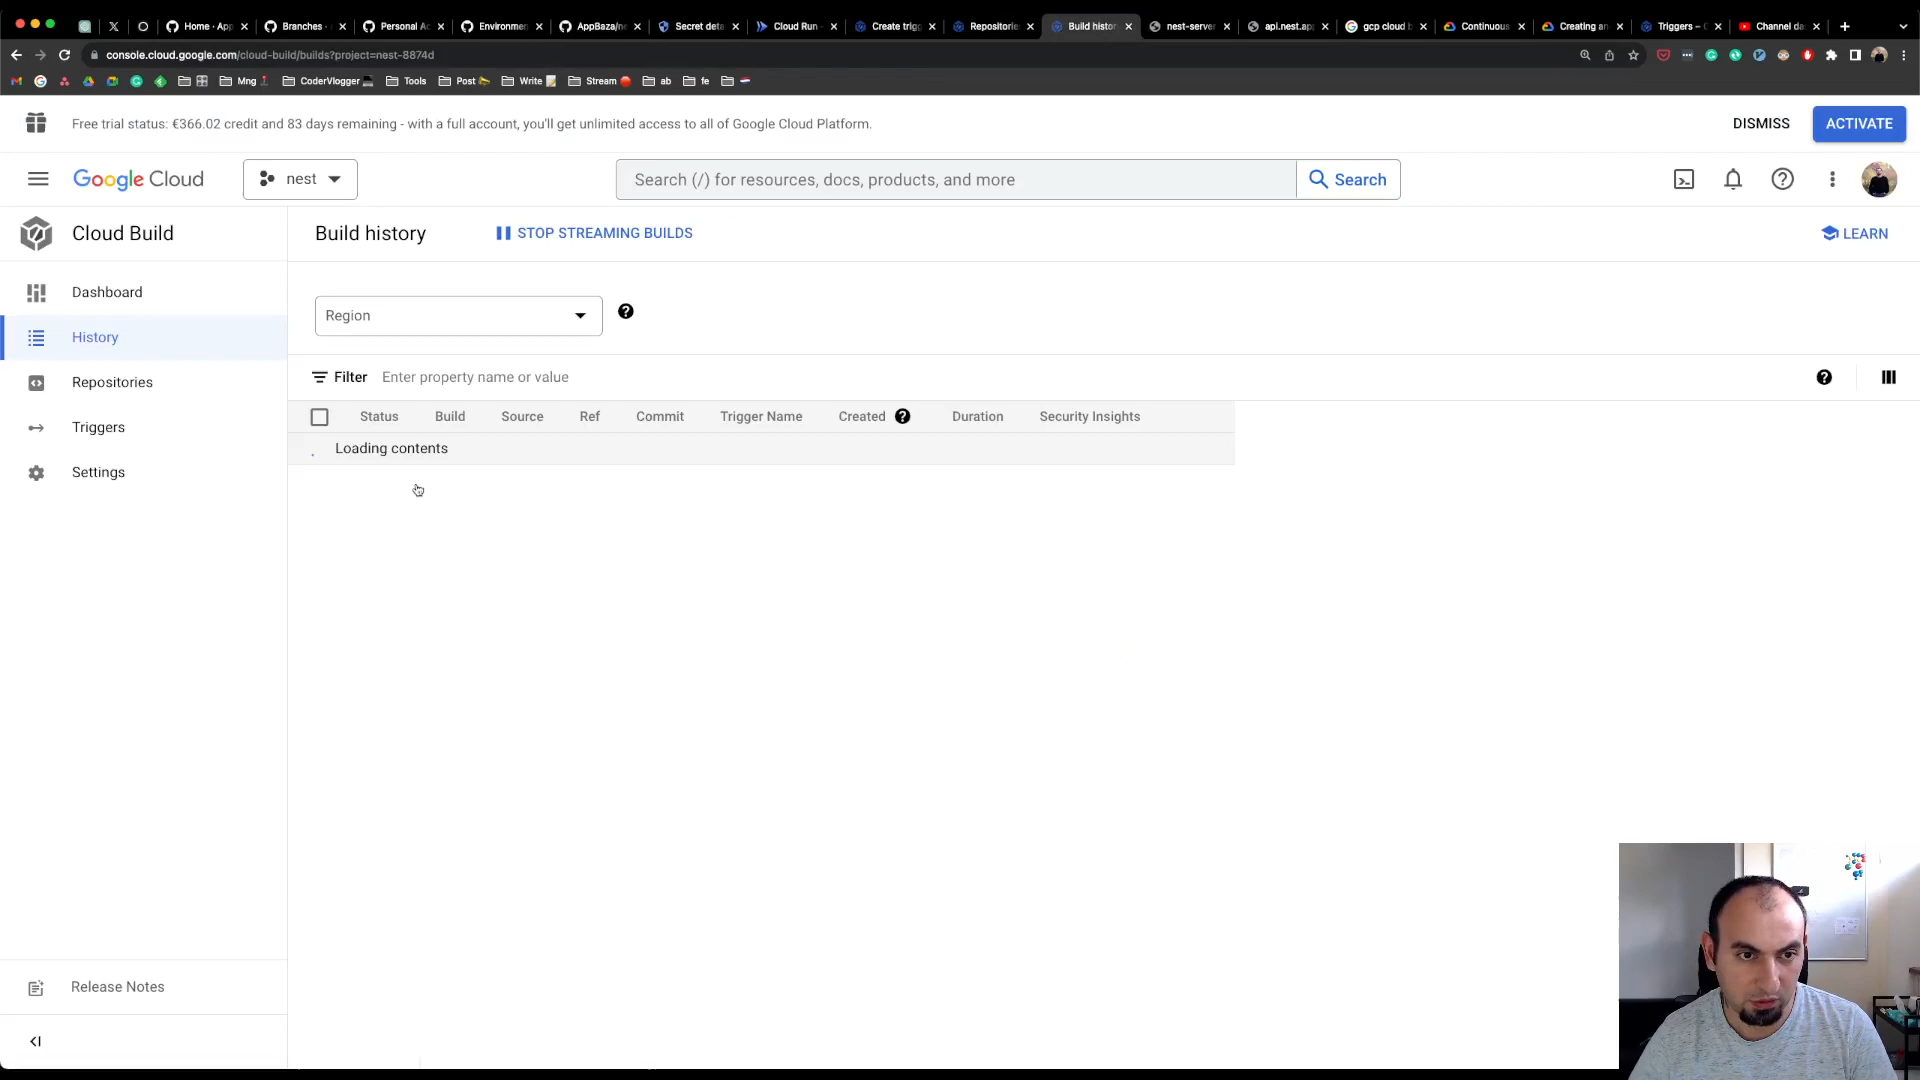 Home · App
Branches ·
Personal Ac
Environmen
AppBaza/ne
Secret deta
Cloud Run
Create trigg
Repositorie
Build histor
nest-server
api.nest.ap
gcp cloud b
Continuous
Creating an
Triggers – C
Channel da
console.cloud.google.com/cloud-build/builds?project=nest-8874d
Mng
CoderVlogger
Tools
Post
Write
Stream
ab
fe
Free trial status: €366.02 credit and 83 days remaining - with a full account, you'll get unlimited access to all of Google Cloud Platform.
DISMISS
ACTIVATE
Google Cloud
nest
Search (/) for resources, docs, products, and more
Search
Cloud Build
Build history
STOP STREAMING BUILDS
LEARN
Dashboard
History
Repositories
Triggers
Settings
Region
Filter
Enter property name or value
Status Build Source Ref Commit Trigger Name Created Duration Security Insights
Loading contents
Release Notes